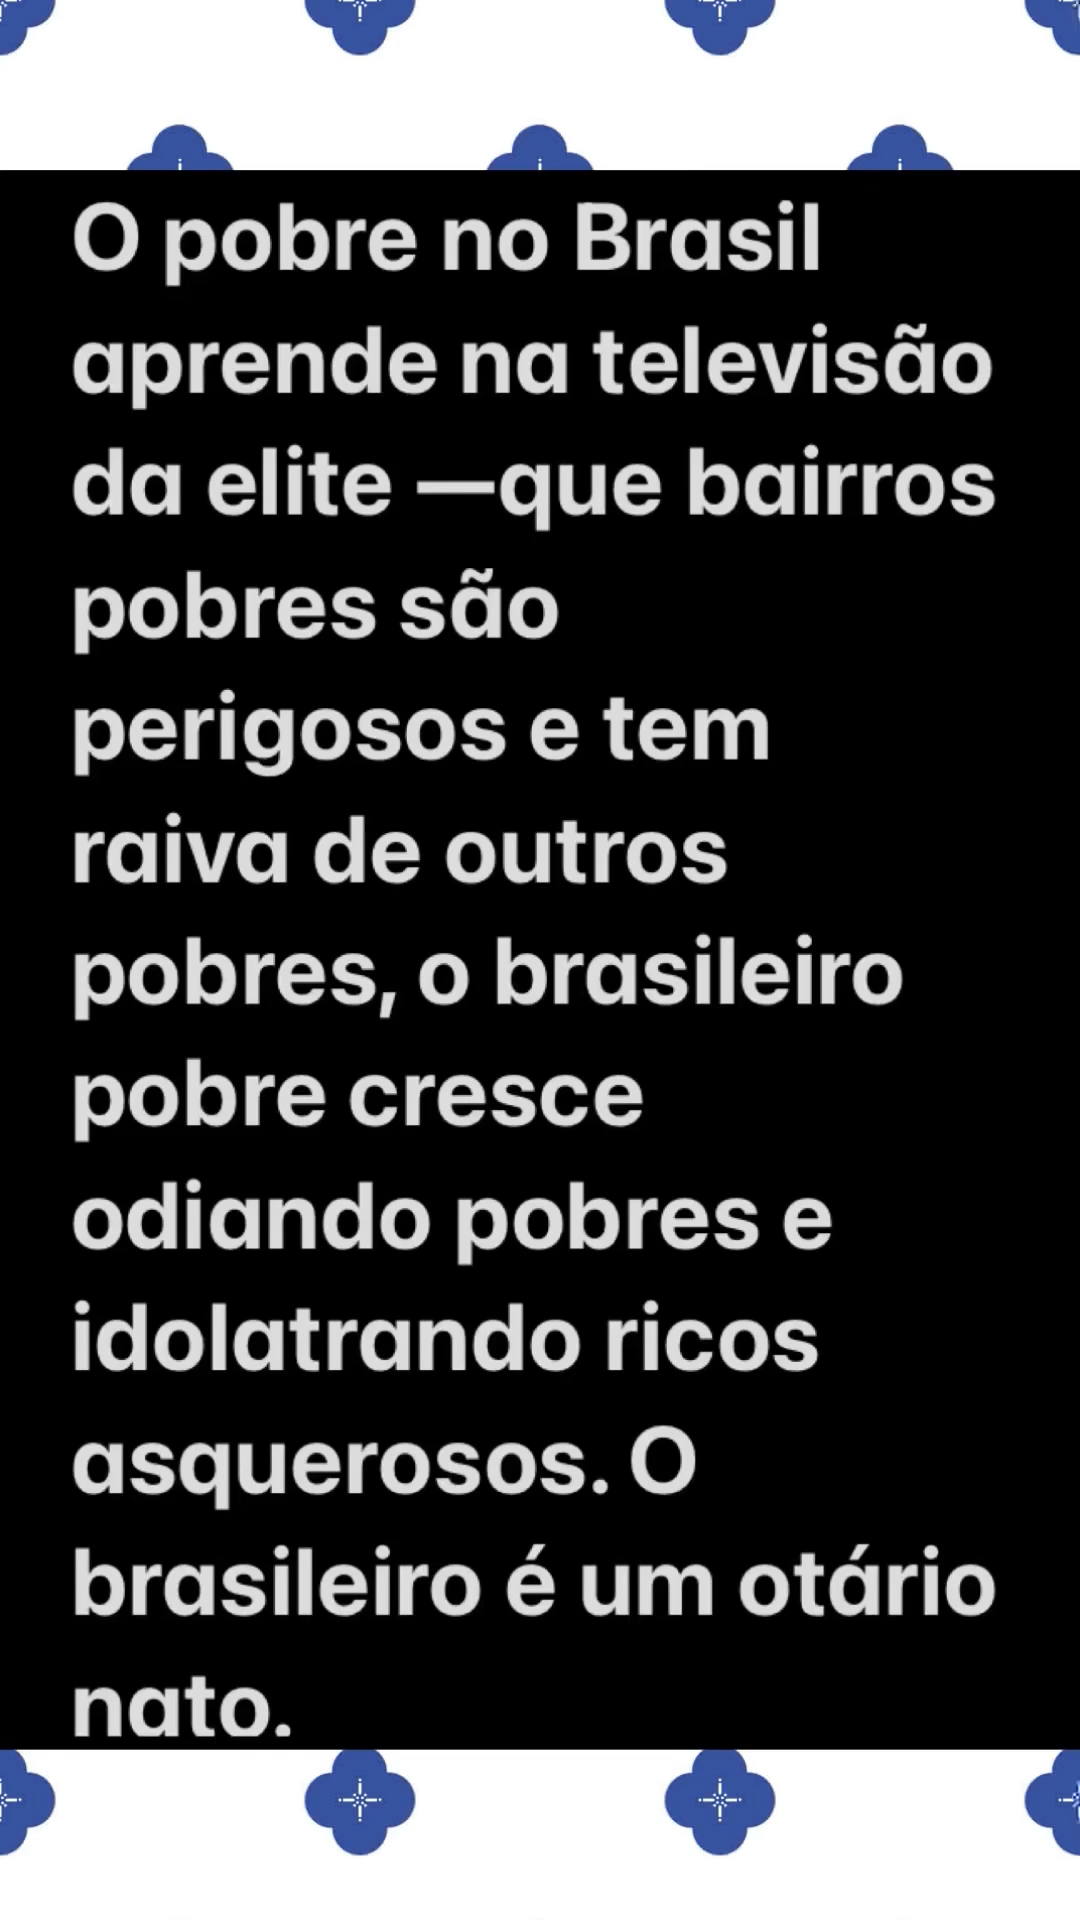 O pobre no Brasil
aprende na televisão
da elite —que bairros
pobres são
perigosos e tem
raiva de outros
pobres, o brasileiro
pobre cresce
odiando pobres e
idolatrando ricos
asquerosos. O
brasileiro é um otário
nato.